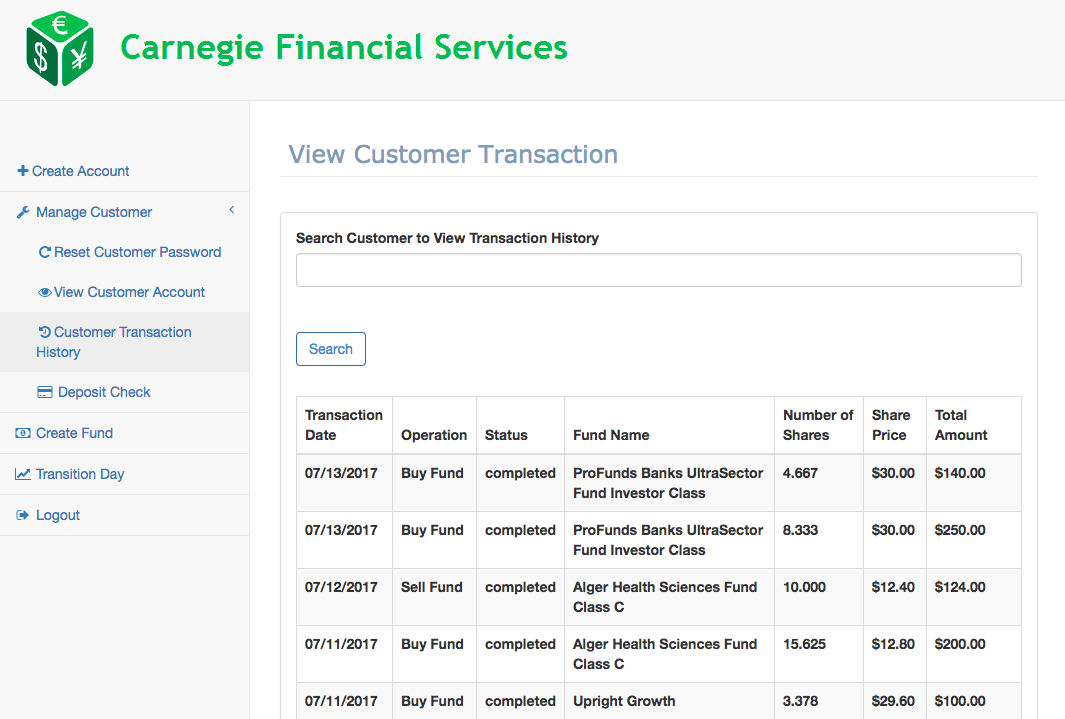 € $ ¥
Carnegie Financial Services
Create Account
Manage Customer
Reset Customer Password
View Customer Account
Customer Transaction
History
Deposit Check
Create Fund
Transition Day
Logout
View Customer Transaction
Search Customer to View Transaction History
Search
Transaction Date Operation Status Fund Name Number of Shares Share Price Total Amount
07/13/2017 Buy Fund completed ProFunds Banks UltraSector $30.00 4.667 $140.00
Fund Investor Class
07/13/2017 Buy Fund completed ProFunds Banks UltraSector 8.333 $30.00 $250.00
Fund Investor Class
07/12/2017 Sell Fund completed Alger Health Sciences Fund 10.000 $12.40 $124.00
Class C
07/11/2017 Buy Fund completed Alger Health Sciences Fund 15.625 $12.80 $200.00
Class C
07/11/2017 Buy Fund completed Upright Growth 3.378 $29.60 $100.00